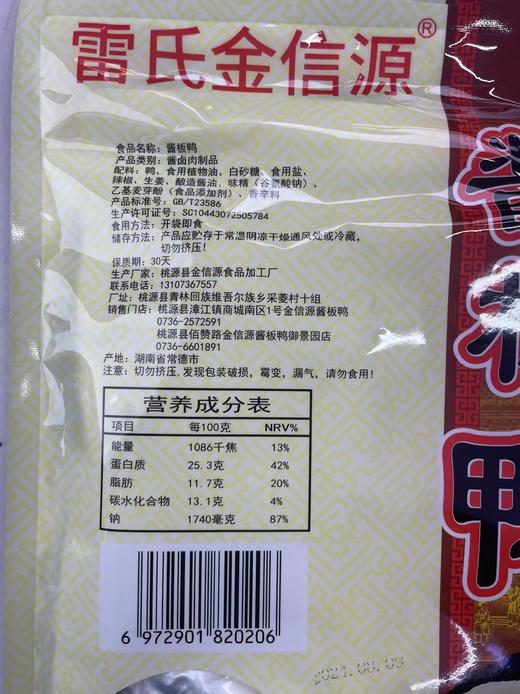 雷氏金信源®
食品名称：酱板鸭
产品类别：酱卤肉制品
配料：鸭、食用植物油、白砂糖、食用盐、
辣椒、生姜、酿造酱油、味精（谷氨酸钠）、
乙基麦芽酚（食品添加剂）、香辛料
产品标准号：GB/T23586
生产许可证号：SC10443072505784
食用方法：开袋即食
储存方法：产品应贮存于常温阴凉干燥通风处或冷藏，
切勿挤压！
保质期：30天
生产厂家：桃源县金信源食品加工厂
联系电话：13107367557
厂址：桃源县青林回族维吾尔族乡采菱村十组
销售门店：桃源县漳江镇商城南区1号金信源酱板鸭
0736-2572591
桃源县佰赞路金信源酱板鸭御景园店
0736-6601891
产地：湖南省常德市
注意：切勿挤压，发现包装破损，霉变，漏气，请勿食用！
营养成分表
项目 每100克 NRV%
能量 1086千焦 13%
蛋白质 25.3克 42%
脂肪 11.7克 20%
碳水化合物 13.1克 4%
钠 1740毫克 87%
6 972901 820206
2021.08.03
酱板鸭